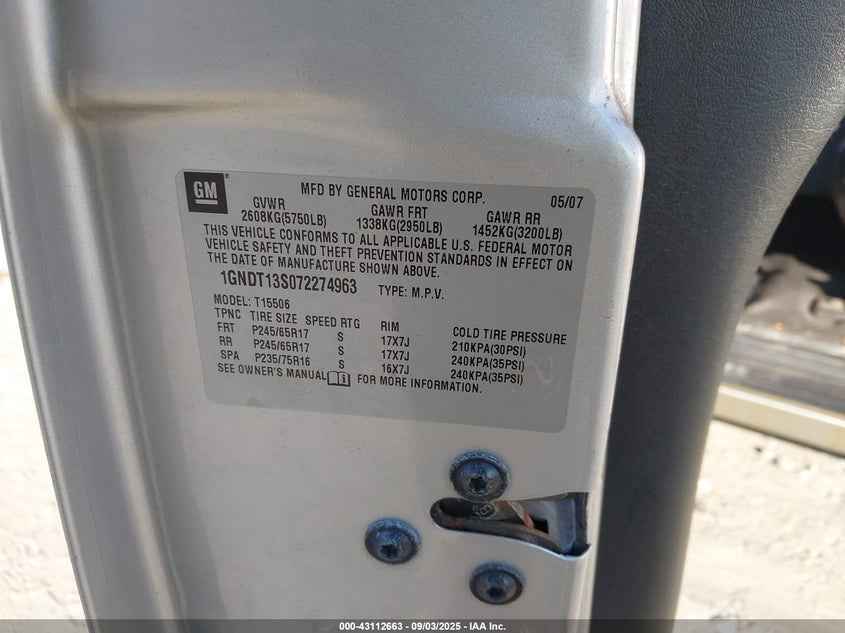 GM
MFD BY GENERAL MOTORS CORP. 05/07
GVWR GAWR FRT GAWR RR
2608KG(5750LB) 1338KG(2950LB) 1452KG(3200LB)
THIS VEHICLE CONFORMS TO ALL APPLICABLE U.S. FEDERAL MOTOR
VEHICLE SAFETY AND THEFT PREVENTION STANDARDS IN EFFECT ON
THE DATE OF MANUFACTURE SHOWN ABOVE.
1GNDT13S072274963 TYPE: M.P.V.
MODEL: T15506
TPNC TIRE SIZE SPEED RTG RIM COLD TIRE PRESSURE
FRT P245/65R17 S 17X7J 210KPA(30PSI)
RR P245/65R17 S 17X7J 240KPA(35PSI)
SPA P235/75R16 S 16X7J 240KPA(35PSI)
SEE OWNER'S MANUAL FOR MORE INFORMATION.
000-43112663 - 09/03/2025 - IAA Inc.